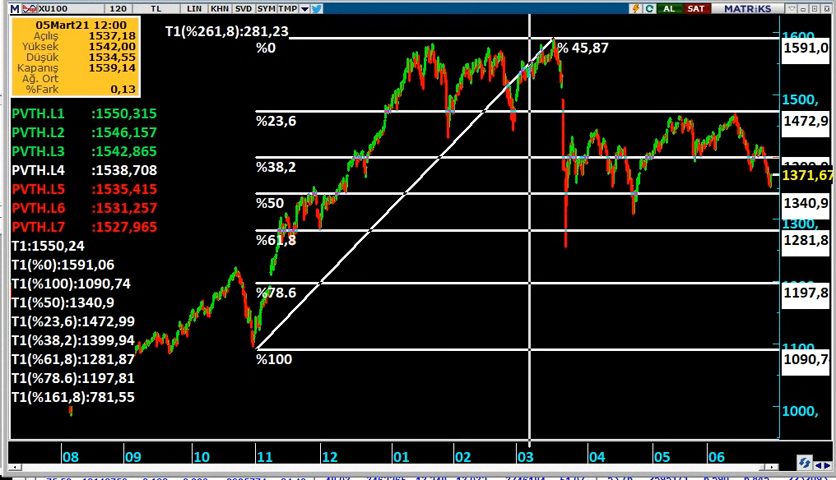 M XU100 120 TL LIN KHN SVD SYM TMP AL SAT MATRİKS
05Mart21 12:00
Açılış 1537,18
Yüksek 1542,00
Düşük 1534,55
Kapanış 1539,14
Ağ. Ort
%Fark 0,13
T1(%261,8):281,23
%0
% 45,87
PVTH.L1 :1550,315
PVTH.L2 :1546,157
PVTH.L3 :1542,865
PVTH.L4 :1538,708
PVTH.L5 :1535,415
PVTH.L6 :1531,257
PVTH.L7 :1527,965
T1:1550,24
T1(%0):1591,06
T1(%100):1090,74
T1(%50):1340,9
T1(%23,6):1472,99
T1(%38,2):1399,94
T1(%61,8):1281,87
T1(%78.6):1197,81
T1(%161,8):781,55
%23,6
%38,2
%50
%61,8
%78.6
%100
1600
1591,0
1500,
1472,9
1371,67
1340,9
1300,
1281,8
1197,8
1100,
1090,7
1000,
08 09 10 11 12 01 02 03 04 05 06